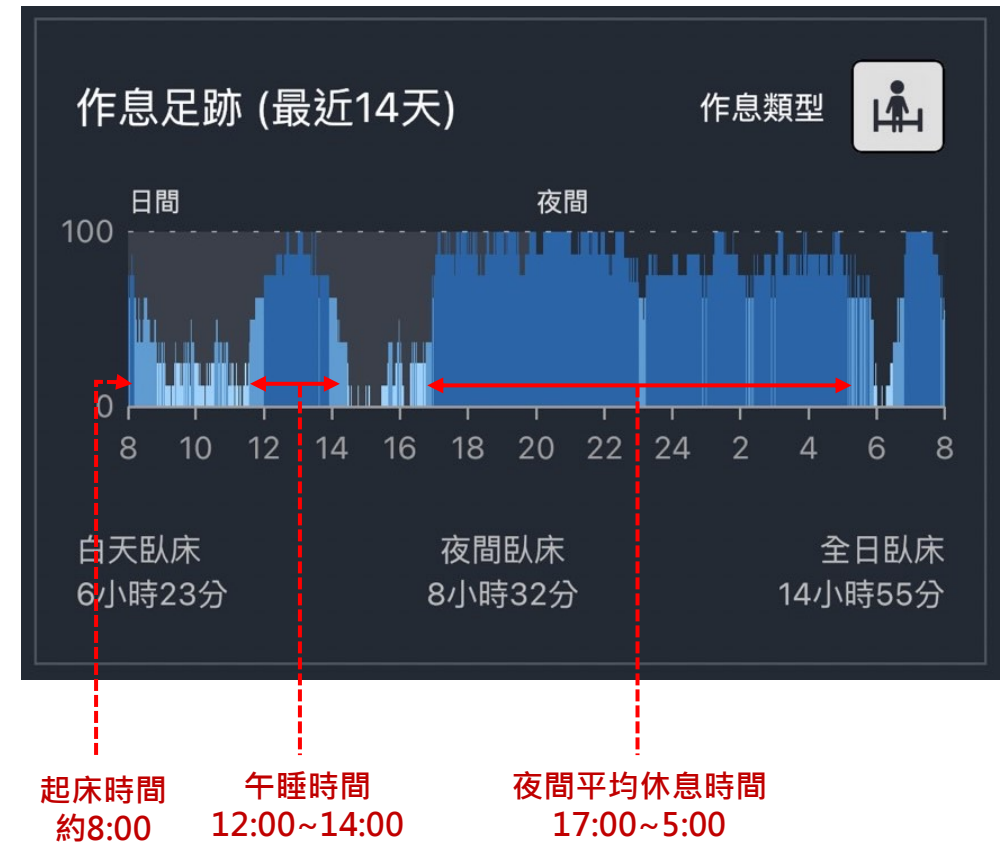 作息足跡 (最近14天)
作息類型
日間
夜間
100
0
8 10 12 14 16 18 20 22 24 2 4 6 8
白天臥床
夜間臥床
全日臥床
6小時23分
8小時32分
14小時55分
起床時間
約8:00
午睡時間
12:00~14:00
夜間平均休息時間
17:00~5:00